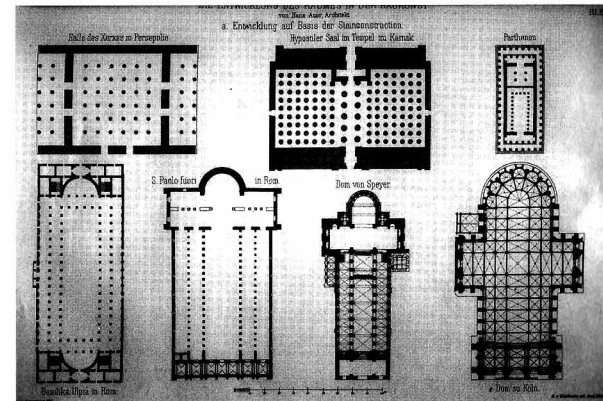 DIE ENTWICKLUNG DES RAUMES IN DER BAUKUNST
von Hans Auer, Architekt.
a. Entwicklung auf Basis der Steinconstruction.
Halle des Xerxes in Persepolis
Hypostiler Saal im Tempel zu Karnak
Parthenon
S. Paolo fuori in Rom
Dom von Speyer.
Basilika Ulpia in Rom.
Dom zu Köln.